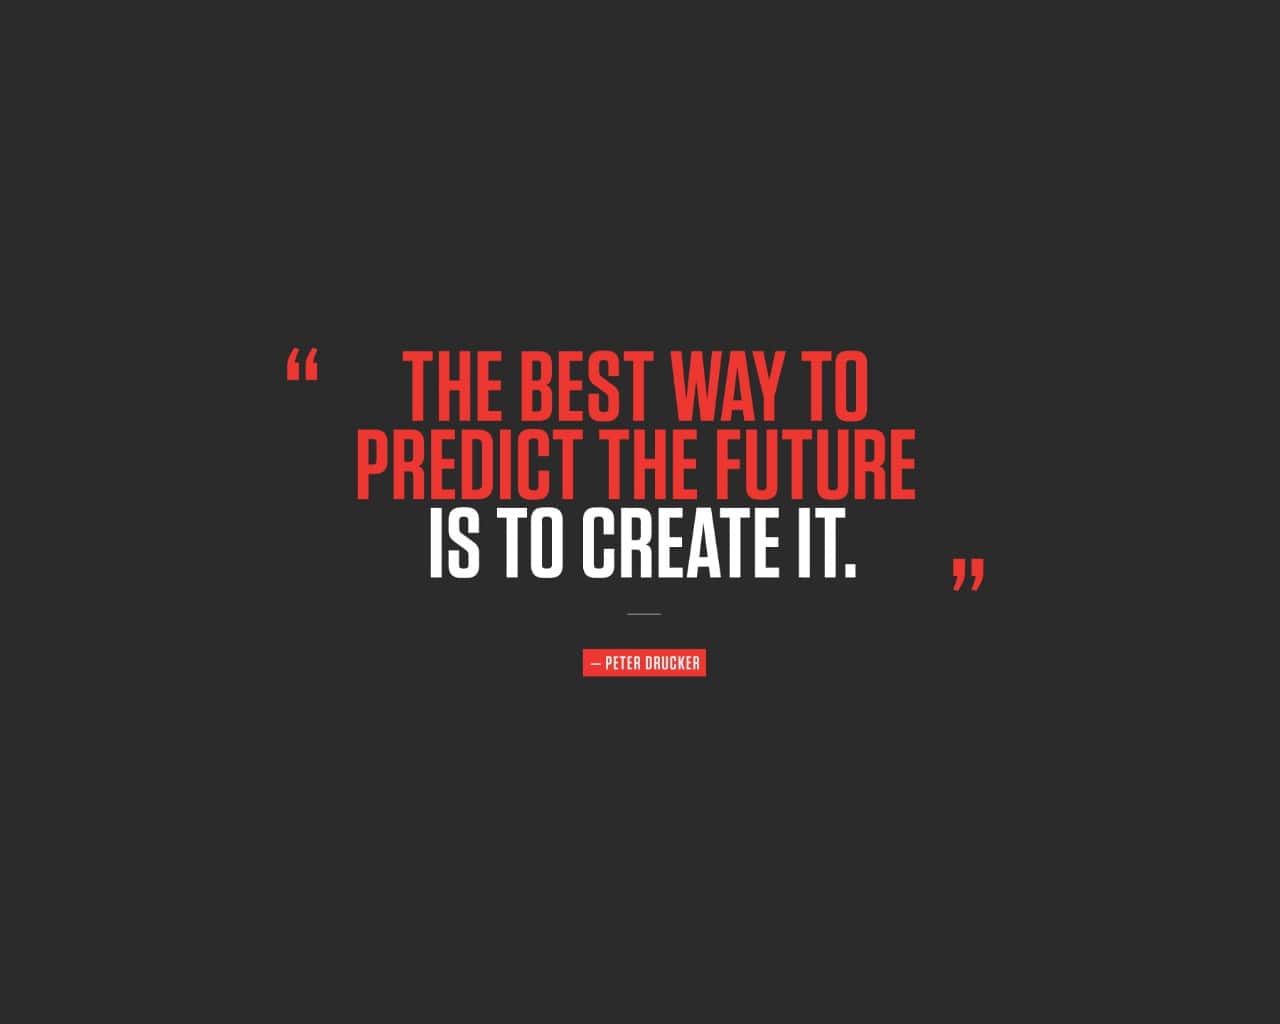 “ THE BEST WAY TO
PREDICT THE FUTURE
IS TO CREATE IT. ”
– PETER DRUCKER